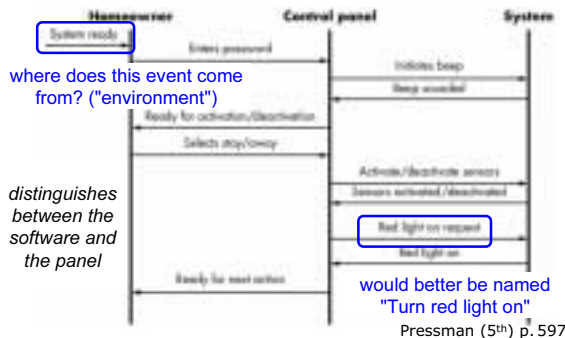 Homeowner Control panel System
System ready
Enters password
where does this event come
from? ("environment")
Initiates beep
Beep sounded
Ready for activation/deactivation
Selects stay/away
Activate/deactivate sensors
Sensors activated/deactivated
distinguishes
between the
software and
the panel
Red light on request
Red light on
Ready for next action
would better be named
"Turn red light on"
Pressman (5th) p. 597